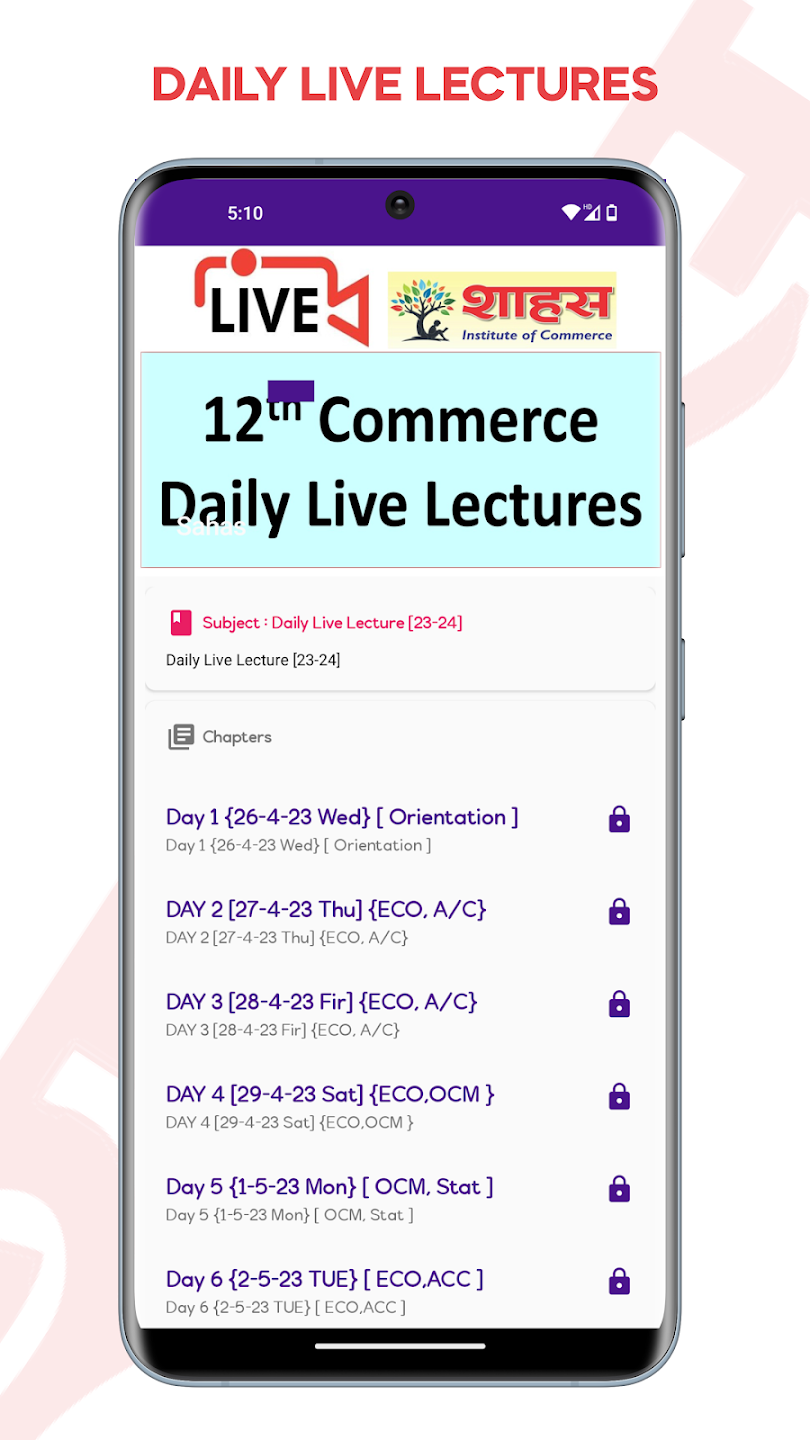 DAILY LIVE LECTURES
5:10
HD
LIVE
शाहस
Institute of Commerce
12th Commerce
Daily Live Lectures
Sahas
Subject : Daily Live Lecture [23-24]
Daily Live Lecture [23-24]
Chapters
Day 1 {26-4-23 Wed} [ Orientation ]
Day 1 {26-4-23 Wed} [ Orientation ]
DAY 2 [27-4-23 Thu] {ECO, A/C}
DAY 2 [27-4-23 Thu] {ECO, A/C}
DAY 3 [28-4-23 Fir] {ECO, A/C}
DAY 3 [28-4-23 Fir] {ECO, A/C}
DAY 4 [29-4-23 Sat] {ECO,OCM }
DAY 4 [29-4-23 Sat] {ECO,OCM }
Day 5 {1-5-23 Mon} [ OCM, Stat ]
Day 5 {1-5-23 Mon} [ OCM, Stat ]
Day 6 {2-5-23 TUE} [ ECO,ACC ]
Day 6 {2-5-23 TUE} [ ECO,ACC ]